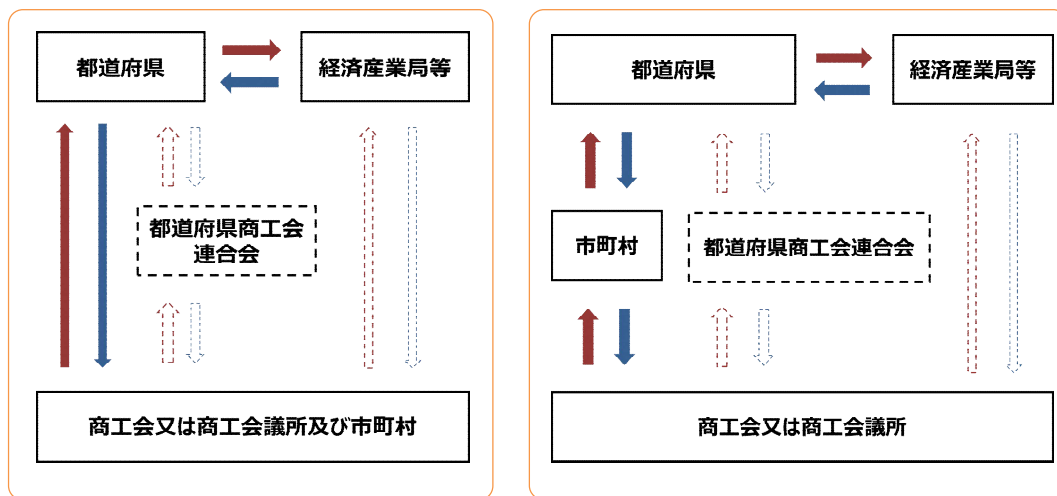 都道府県
経済産業局等
都道府県商工会
連合会
商工会又は商工会議所及び市町村
都道府県
経済産業局等
市町村
都道府県商工会連合会
商工会又は商工会議所